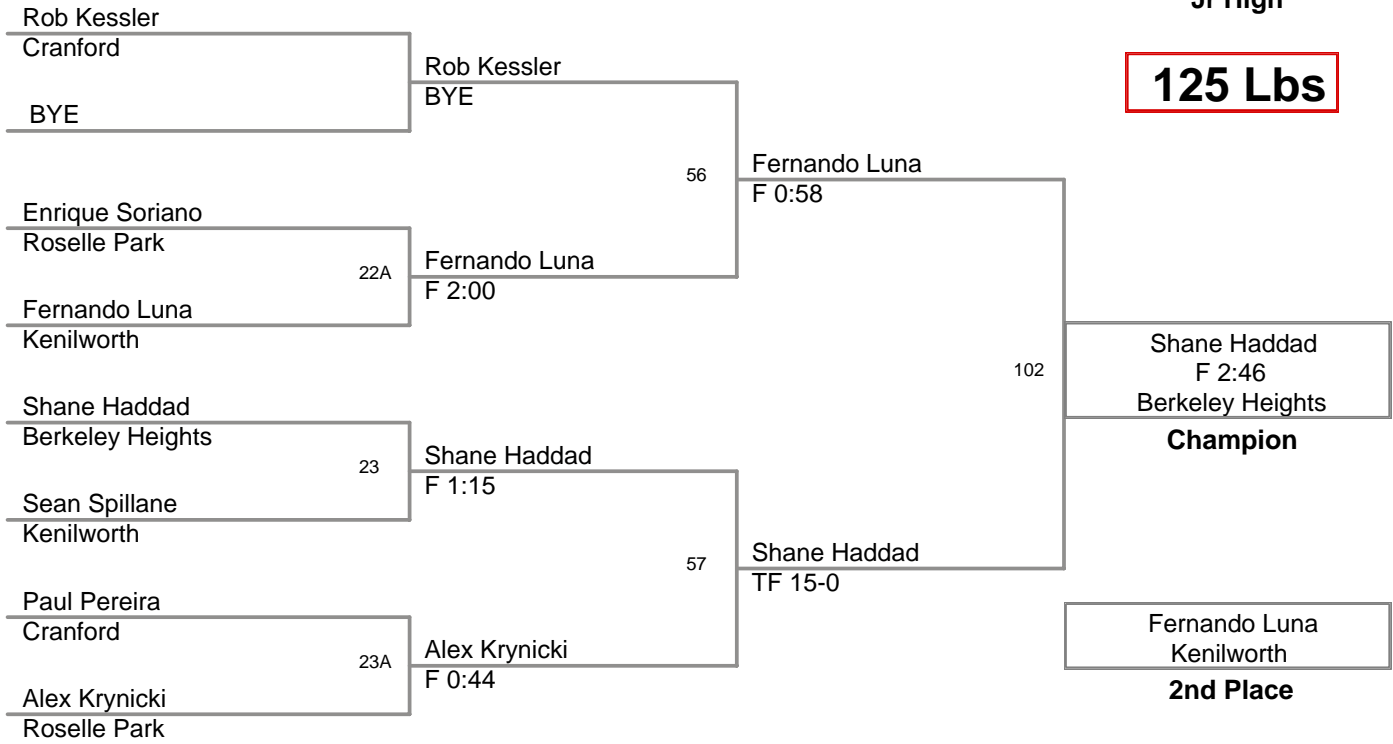 Jr High
125 Lbs
Rob Kessler
Cranford
BYE
Enrique Soriano
Roselle Park
Fernando Luna
Kenilworth
Shane Haddad
Berkeley Heights
Sean Spillane
Kenilworth
Paul Pereira
Cranford
Alex Krynicki
Roselle Park
22A
23
23A
Rob Kessler
BYE
Fernando Luna
F 2:00
Shane Haddad
F 1:15
Alex Krynicki
F 0:44
56
57
Fernando Luna
F 0:58
Shane Haddad
TF 15-0
102
Shane Haddad
F 2:46
Berkeley Heights
Champion
Fernando Luna
Kenilworth
2nd Place